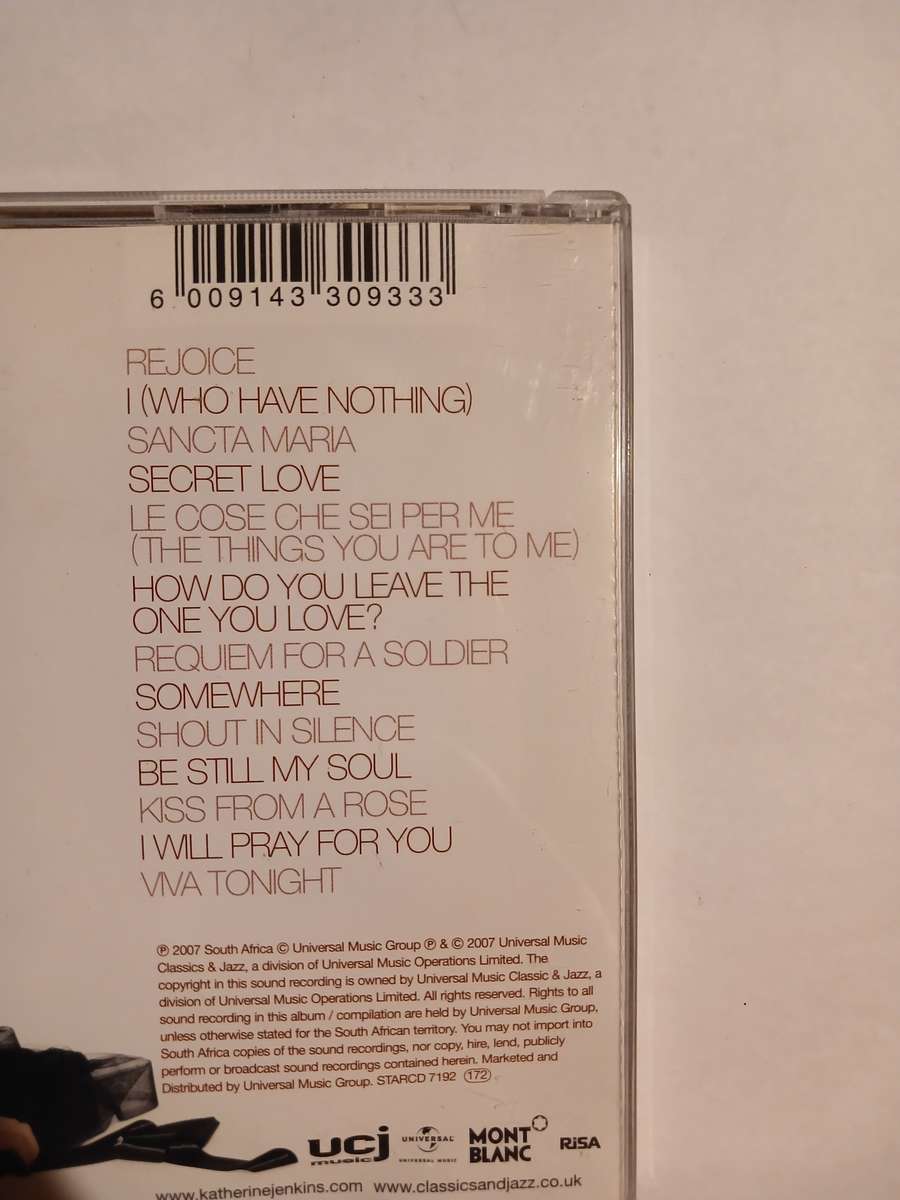 6 009143 309333
REJOICE
I (WHO HAVE NOTHING)
SANCTA MARIA
SECRET LOVE
LE COSE CHE SEI PER ME
(THE THINGS YOU ARE TO ME)
HOW DO YOU LEAVE THE
ONE YOU LOVE?
REQUIEM FOR A SOLDIER
SOMEWHERE
SHOUT IN SILENCE
BE STILL MY SOUL
KISS FROM A ROSE
I WILL PRAY FOR YOU
VIVA TONIGHT
℗ 2007 South Africa © Universal Music Group ℗ & © 2007 Universal Music
Classics & Jazz, a division of Universal Music Operations Limited. The
copyright in this sound recording is owned by Universal Music Classic & Jazz, a
division of Universal Music Operations Limited. All rights reserved. Rights to all
sound recording in this album / compilation are held by Universal Music Group,
unless otherwise stated for the South African territory. You may not import into
South Africa copies of the sound recordings, nor copy, hire, lend, publicly
perform or broadcast sound recordings contained herein. Marketed and
Distributed by Universal Music Group. STARCD 7192 172
ucj music UNIVERSAL UNIVERSAL MUSIC MONT BLANC RiSA
www.katherinejenkins.com www.classicsandjazz.co.uk